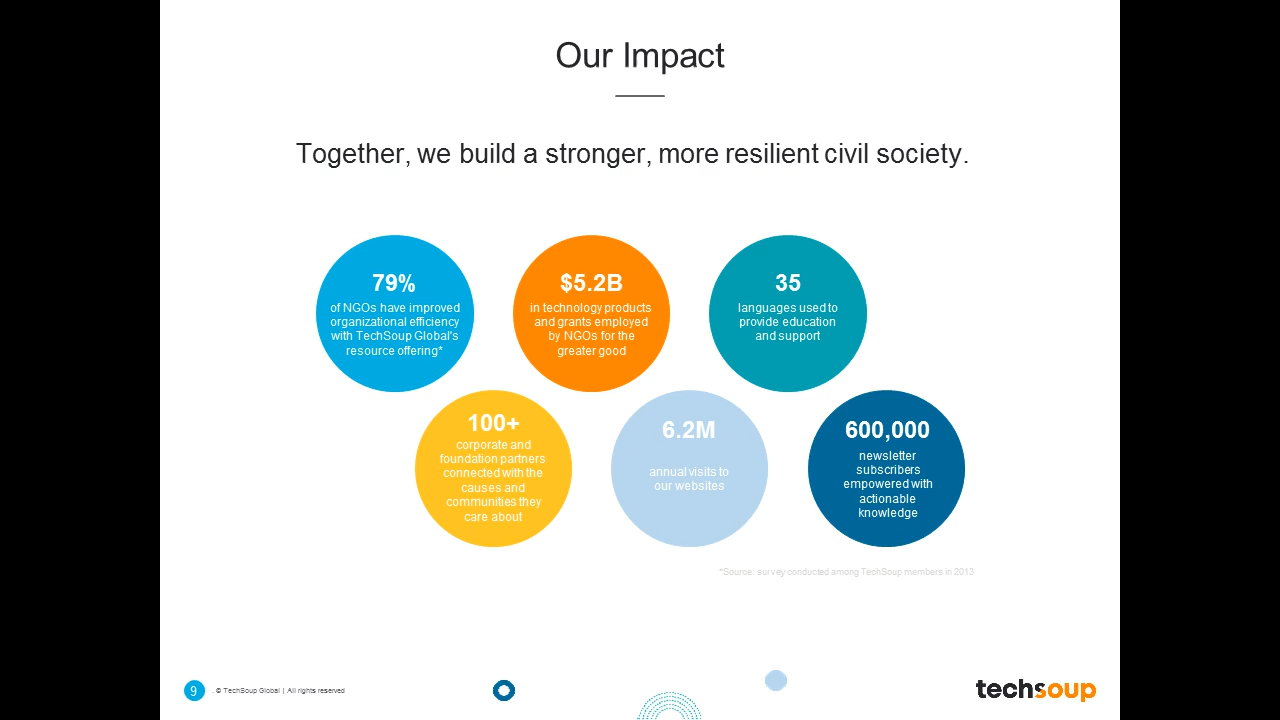 Our Impact
Together, we build a stronger, more resilient civil society.
79%
of NGOs have improved
organizational efficiency
with TechSoup Global's
resource offering*
$5.2B
in technology products
and grants employed
by NGOs for the
greater good
35
languages used to
provide education
and support
100+
corporate and
foundation partners
connected with the
causes and
communities they
care about
6.2M
annual visits to
our websites
600,000
newsletter
subscribers
empowered with
actionable
knowledge
*Source: survey conducted among TechSoup members in 2013
9
. © TechSoup Global | All rights reserved
techsoup